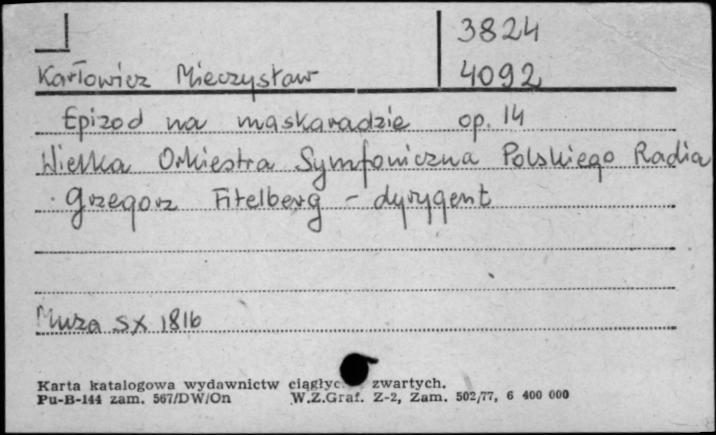 3824
Karłowicz Mieczysław 4092
Epizod na maskaradzie op. 14
Wielka Orkiestra Symfoniczna Polskiego Radia
Grzegorz Fitelberg - dyrygent
Muza SX 1816
Karta katalogowa wydawnictw ciągłyc zwartych.
Pu-B-144 zam. 567/DW/On W.Z.Graf. Z-2, Zam. 502/77, 6 400 000